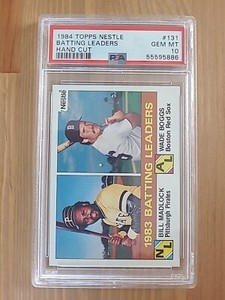 1984 TOPPS NESTLE
#131
BATTING LEADERS
GEM MT
HAND CUT
10
PSA
55595886
Nestlé
1983 BATTING LEADERS
AL
WADE BOGGS
Boston Red Sox
NL
BILL MADLOCK
Pittsburgh Pirates